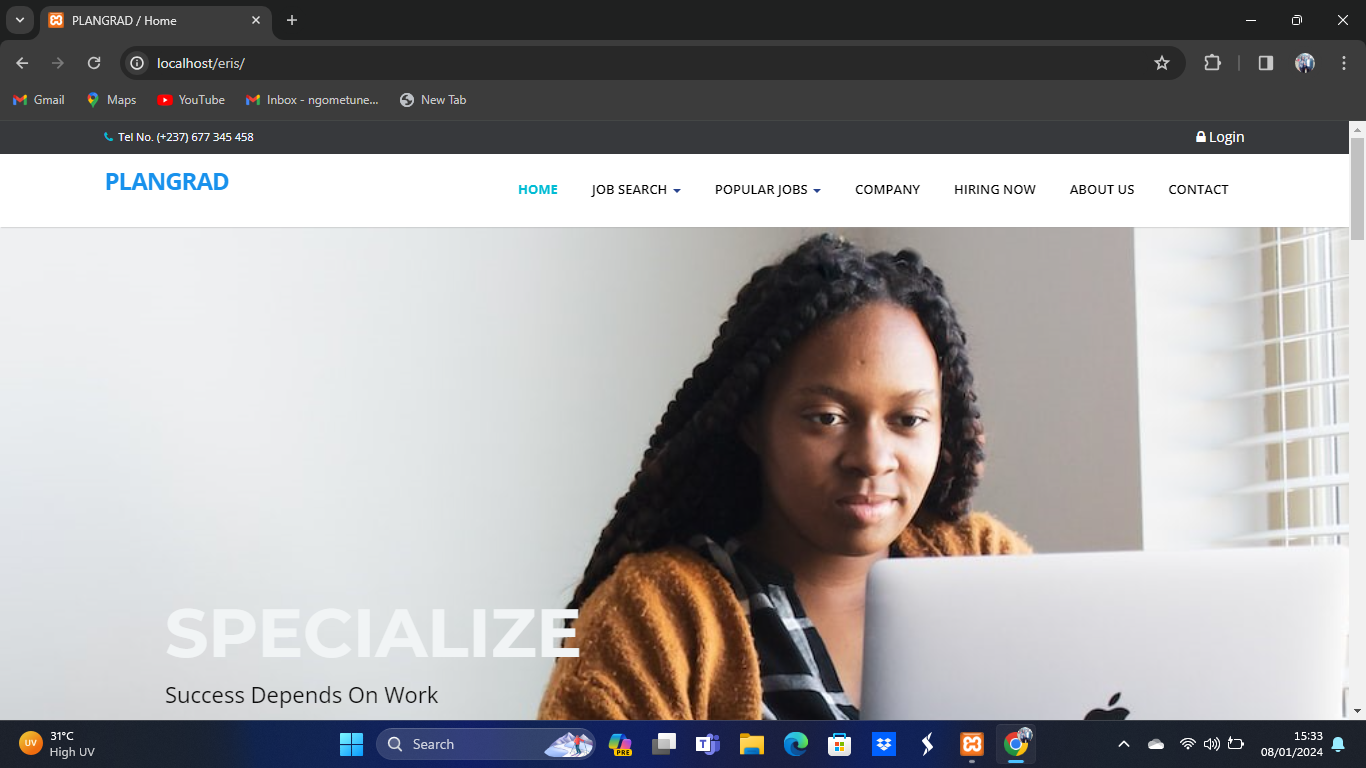 PLANGRAD / Home
localhost/eris/
Gmail Maps YouTube Inbox - ngometune... New Tab
Tel No. (+237) 677 345 458 Login
PLANGRAD HOME JOB SEARCH POPULAR JOBS COMPANY HIRING NOW ABOUT US CONTACT
SPECIALIZE
Success Depends On Work
UV 31°C Search PRE 15:33
High UV 08/01/2024